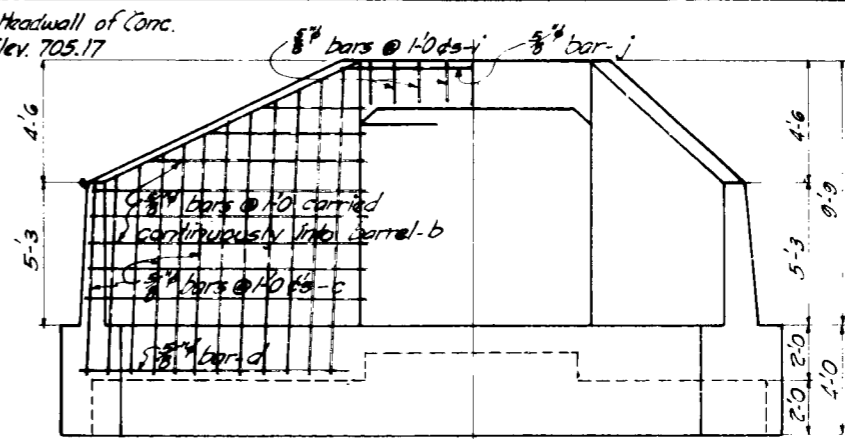 Headwall of Conc.
Elev. 705.17
5/8"ϕ bars @ 1'-0 ¢s-j
5/8"ϕ bar-j
4'-6
5'-3
5/8"ϕ bars @ 1'-0 carried
continuously into barrel-b
5/8"ϕ bars @ 1'-0 ¢s-c
5/8"ϕ bar-d
4'-6
9'-9
5'-3
2'-0
4'-0
2'-0